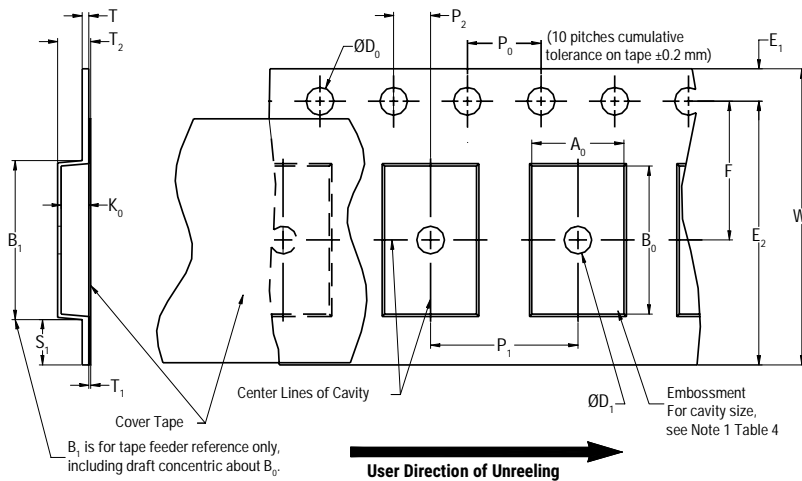 T
T₂
P₂
ØD₀
P₀
(10 pitches cumulative
tolerance on tape ±0.2 mm)
E₁
A₀
F
W
K₀
B₁
B₀
E₂
S₁
P₁
T₁
Center Lines of Cavity
ØD₁
Embossment
For cavity size,
see Note 1 Table 4
Cover Tape
B₁ is for tape feeder reference only,
including draft concentric about B₀.
User Direction of Unreeling